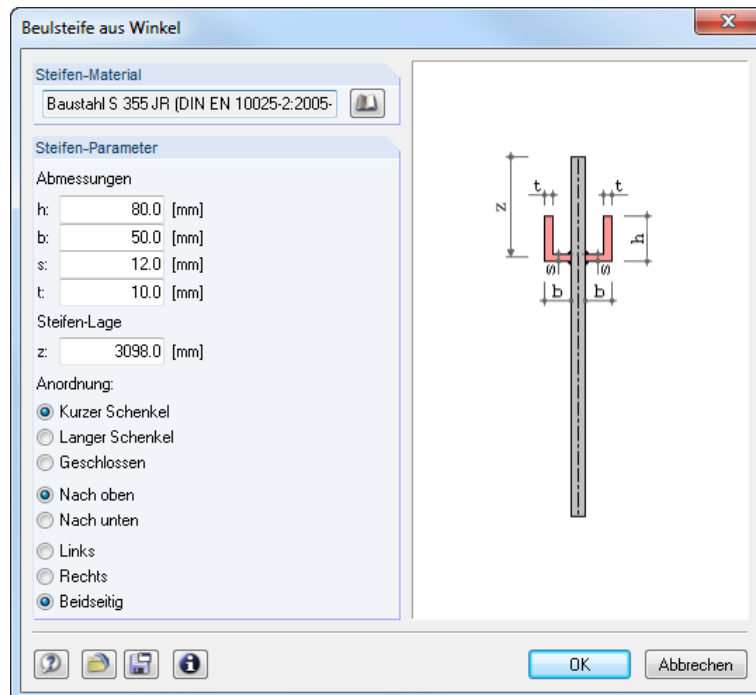 Beulsteife aus Winkel
Steifen-Material
Baustahl S 355 JR (DIN EN 10025-2:2005-
Steifen-Parameter
Abmessungen
h: 80.0 [mm]
b: 50.0 [mm]
s: 12.0 [mm]
t: 10.0 [mm]
Steifen-Lage
z: 3098.0 [mm]
Anordnung:
Kurzer Schenkel
Langer Schenkel
Geschlossen
Nach oben
Nach unten
Links
Rechts
Beidseitig
t t
z
h
s s
b b
OK Abbrechen